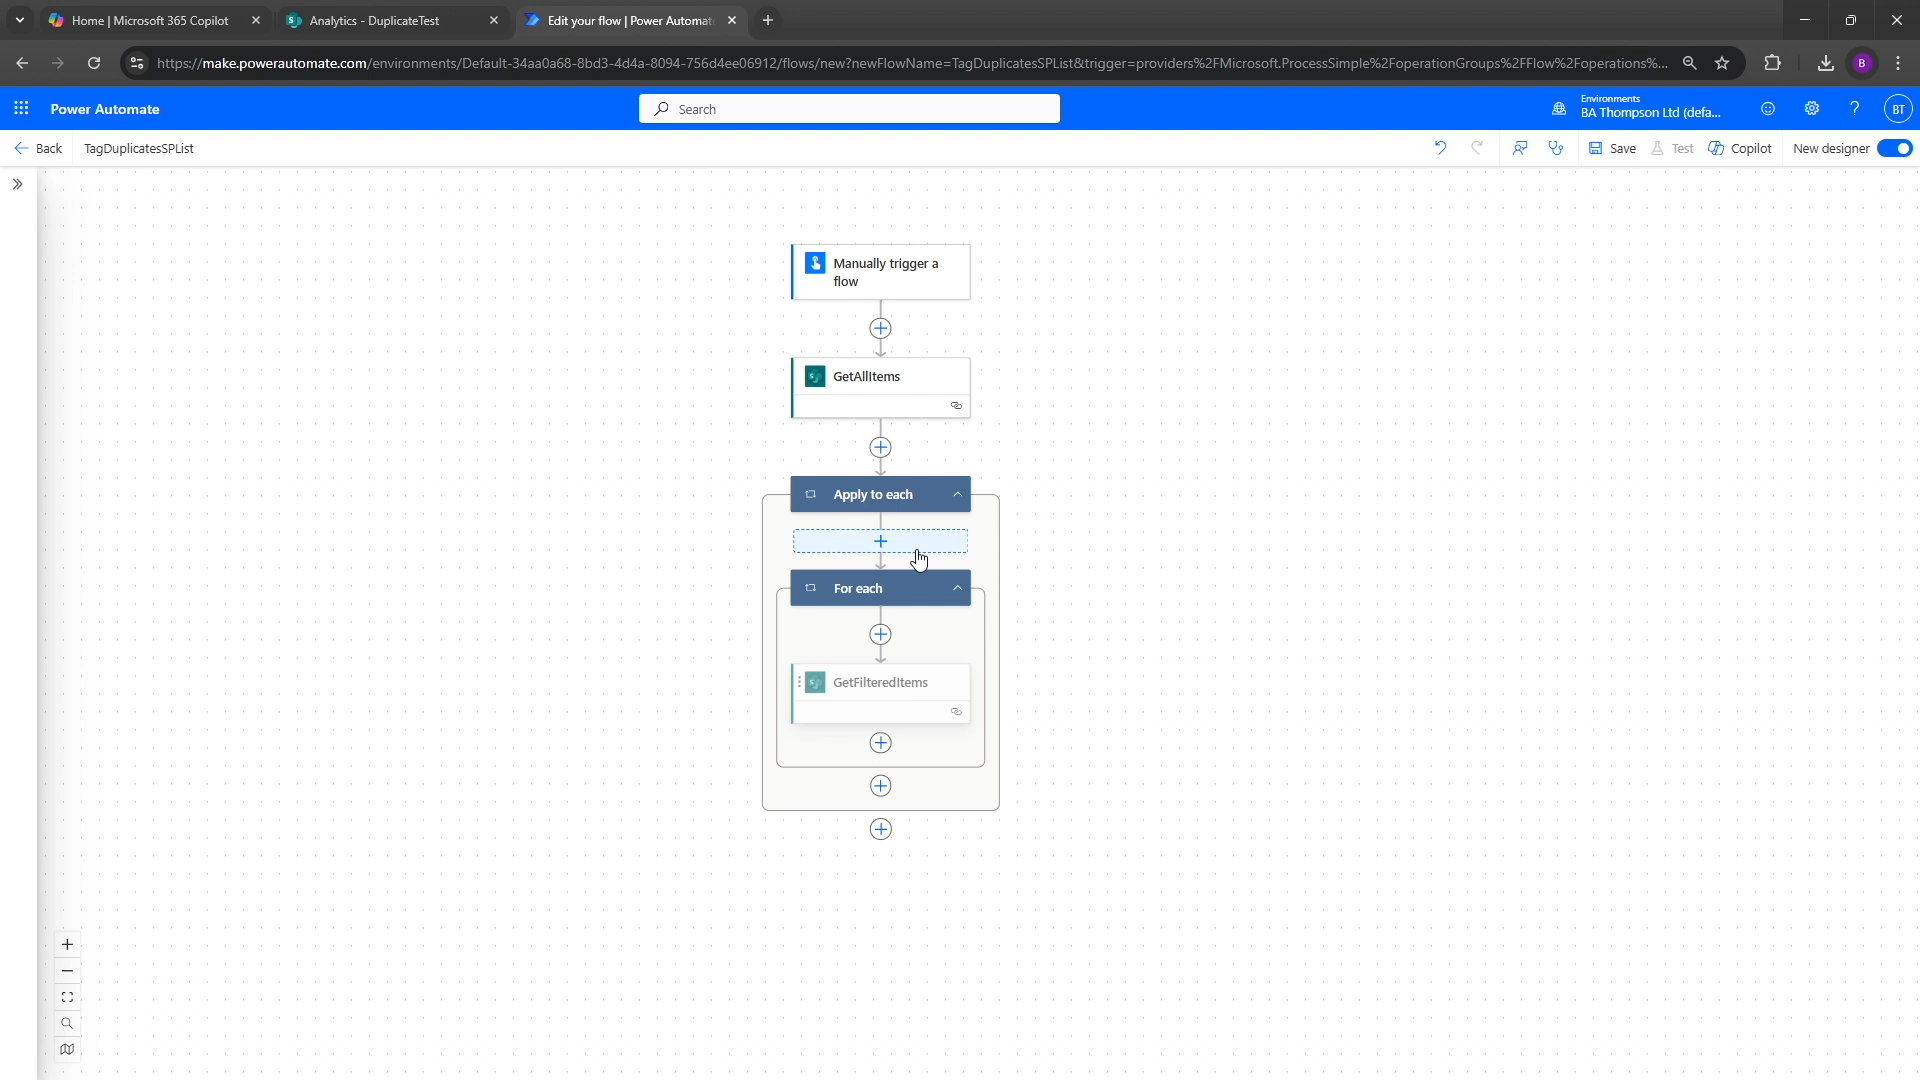 Home | Microsoft 365 Copilot
Analytics - DuplicateTest
Edit your flow | Power Automat
https://make.powerautomate.com/environments/Default-34aa0a68-8bd3-4d4a-8094-756d4ee06912/flows/new?newFlowName=TagDuplicatesSPList&trigger=providers%2FMicrosoft.ProcessSimple%2FoperationGroups%2FFlow%2Foperations%...
B
Power Automate
Search
Environments
BA Thompson Ltd (defa...
BT
Back
TagDuplicatesSPList
Save
Test
Copilot
New designer
Manually trigger a
flow
GetAllItems
Apply to each
For each
GetFilteredItems